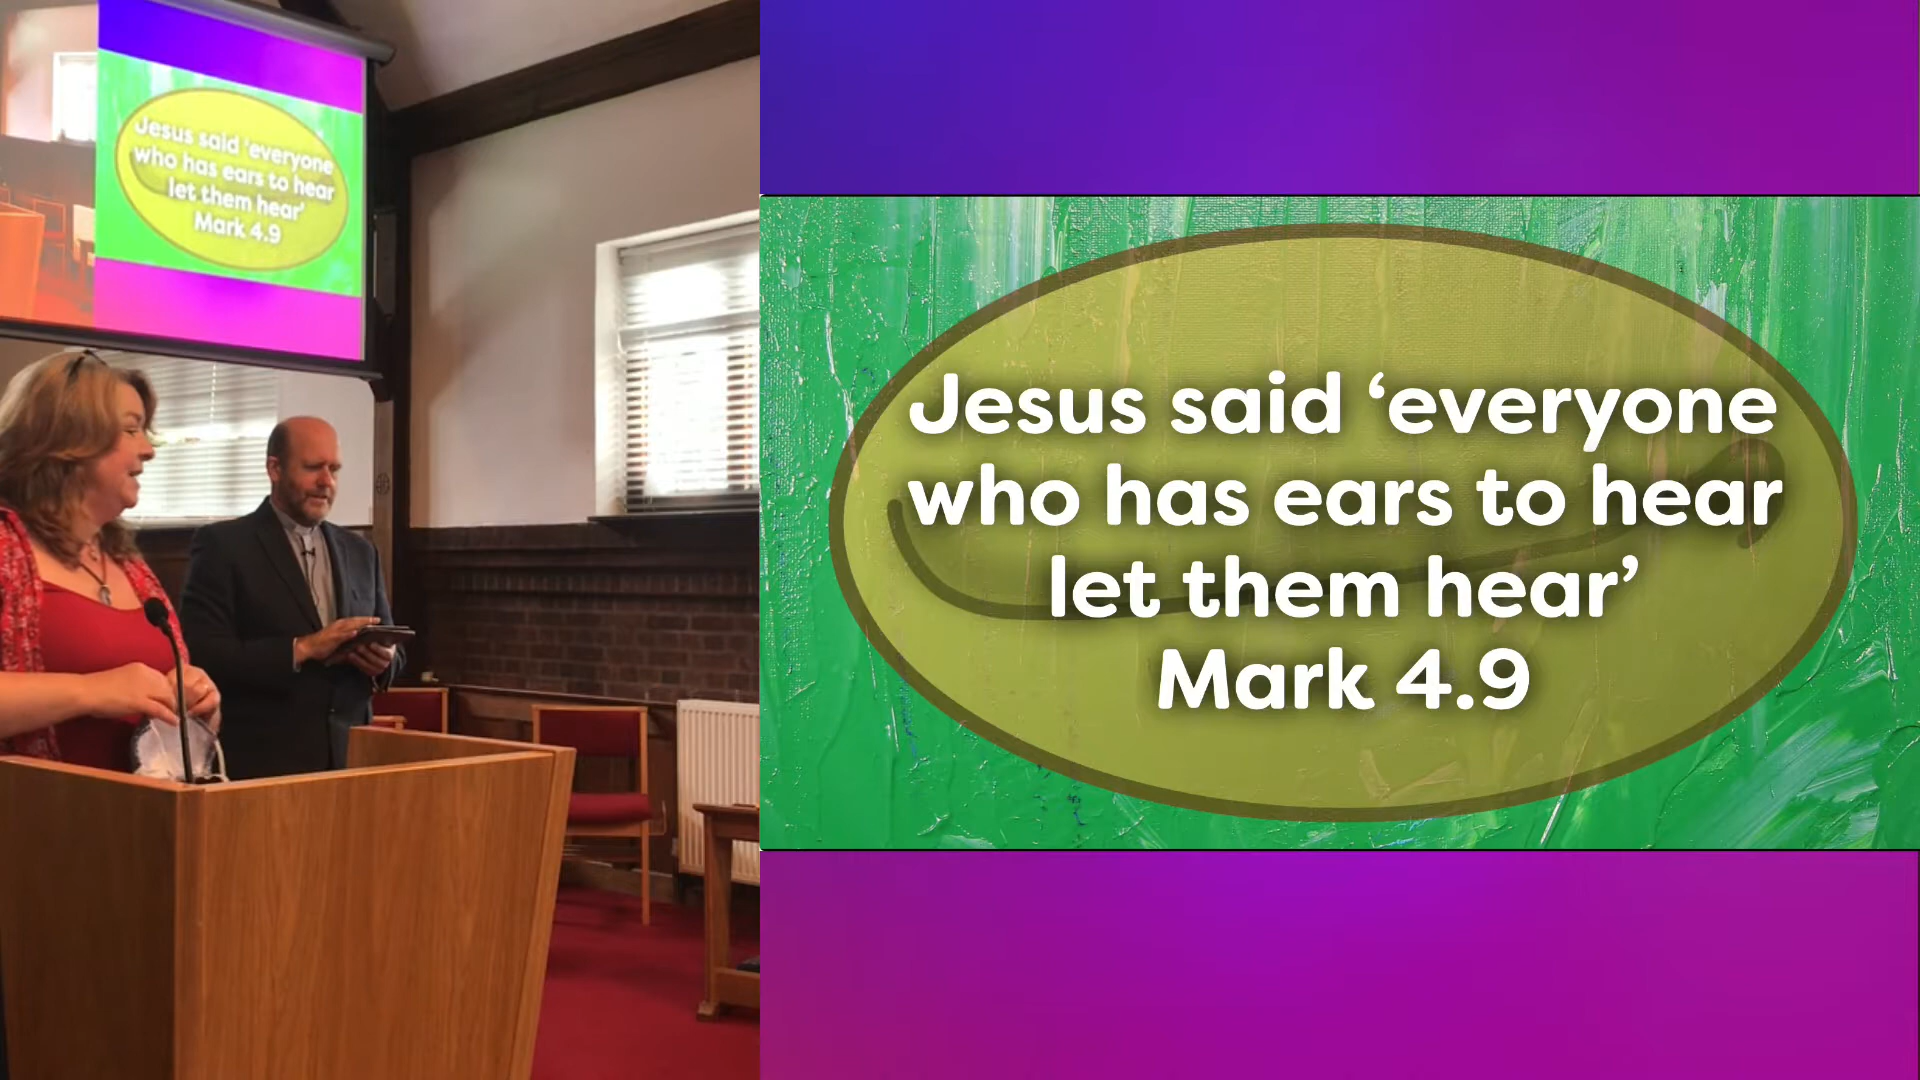 Jesus said ‘everyone
who has ears to hear
let them hear’
Mark 4.9
Jesus said ‘everyone
who has ears to hear
let them hear’
Mark 4.9